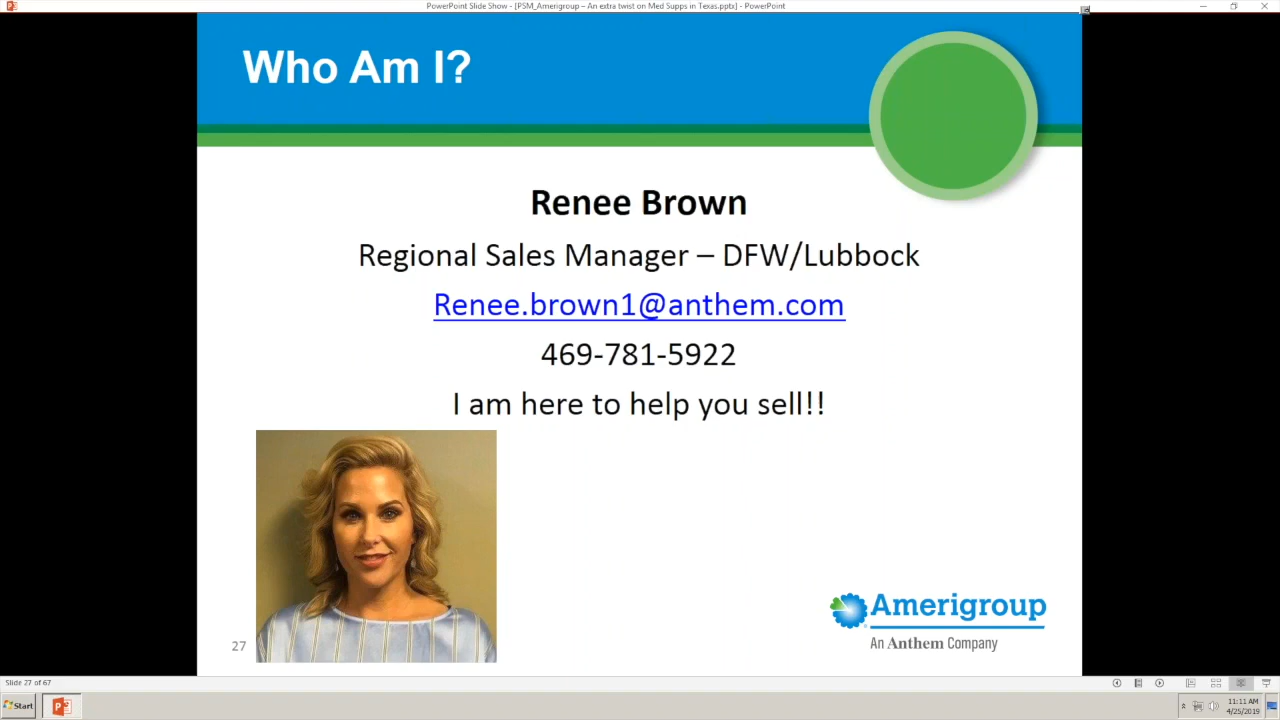 PowerPoint Slide Show - [PSM_Amerigroup – An extra twist on Med Supps in Texas.pptx] - PowerPoint
Who Am I?
Renee Brown
Regional Sales Manager – DFW/Lubbock
Renee.brown1@anthem.com
469-781-5922
I am here to help you sell!!
Amerigroup
An Anthem Company
27
Slide 27 of 67
Start
11:11 AM
4/25/2019